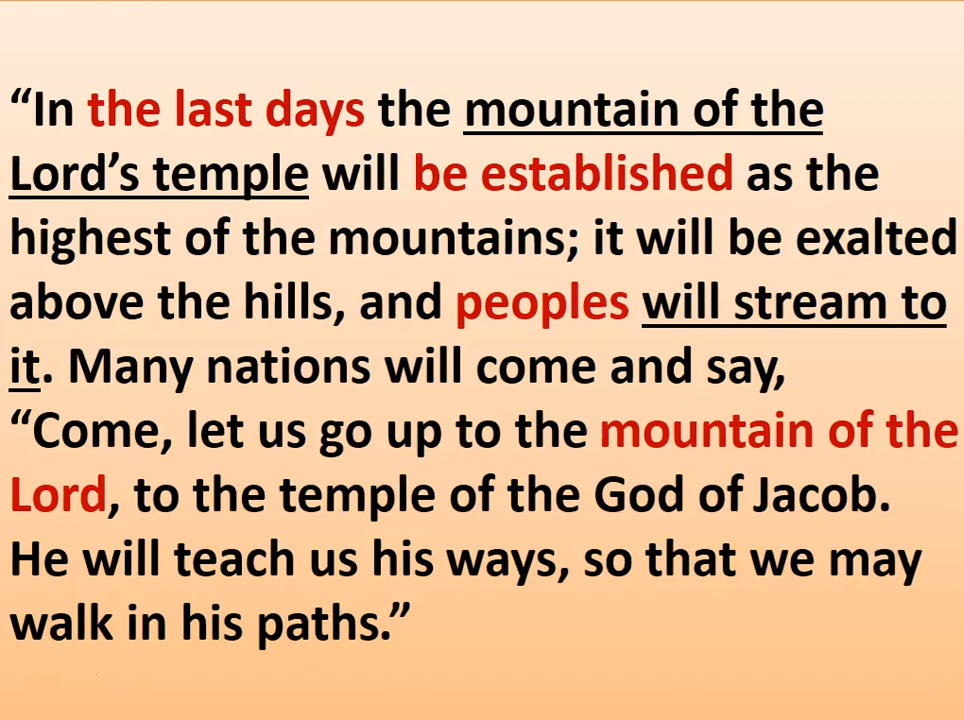 “In the last days the mountain of the
Lord’s temple will be established as the
highest of the mountains; it will be exalted
above the hills, and peoples will stream to
it. Many nations will come and say,
“Come, let us go up to the mountain of the
Lord, to the temple of the God of Jacob.
He will teach us his ways, so that we may
walk in his paths.”